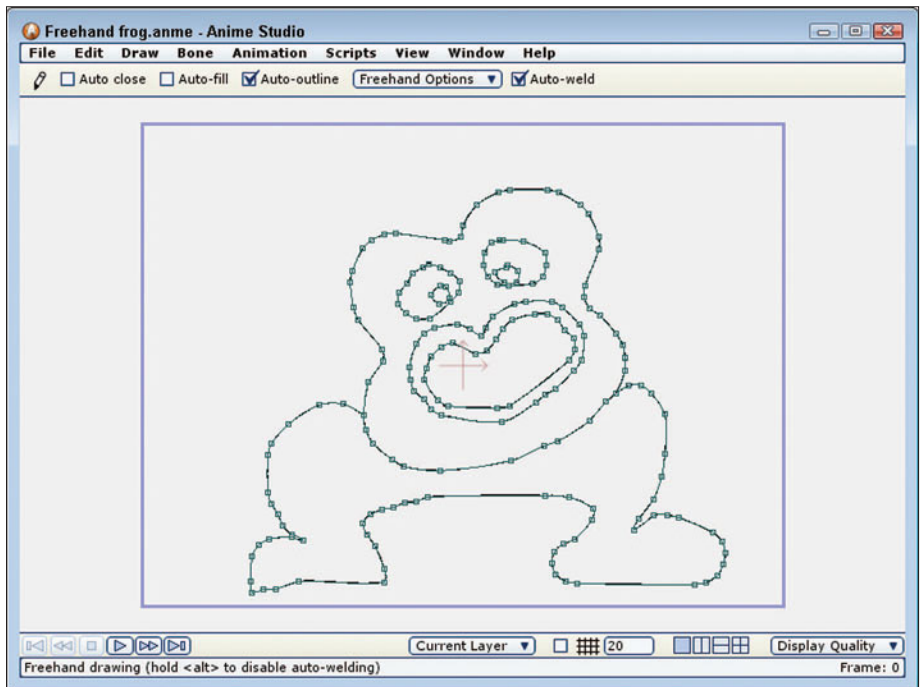 Freehand frog.anme - Anime Studio
File Edit Draw Bone Animation Scripts View Window Help
Auto close Auto-fill Auto-outline Freehand Options Auto-weld
Current Layer 20 Display Quality
Freehand drawing (hold <alt> to disable auto-welding) Frame: 0